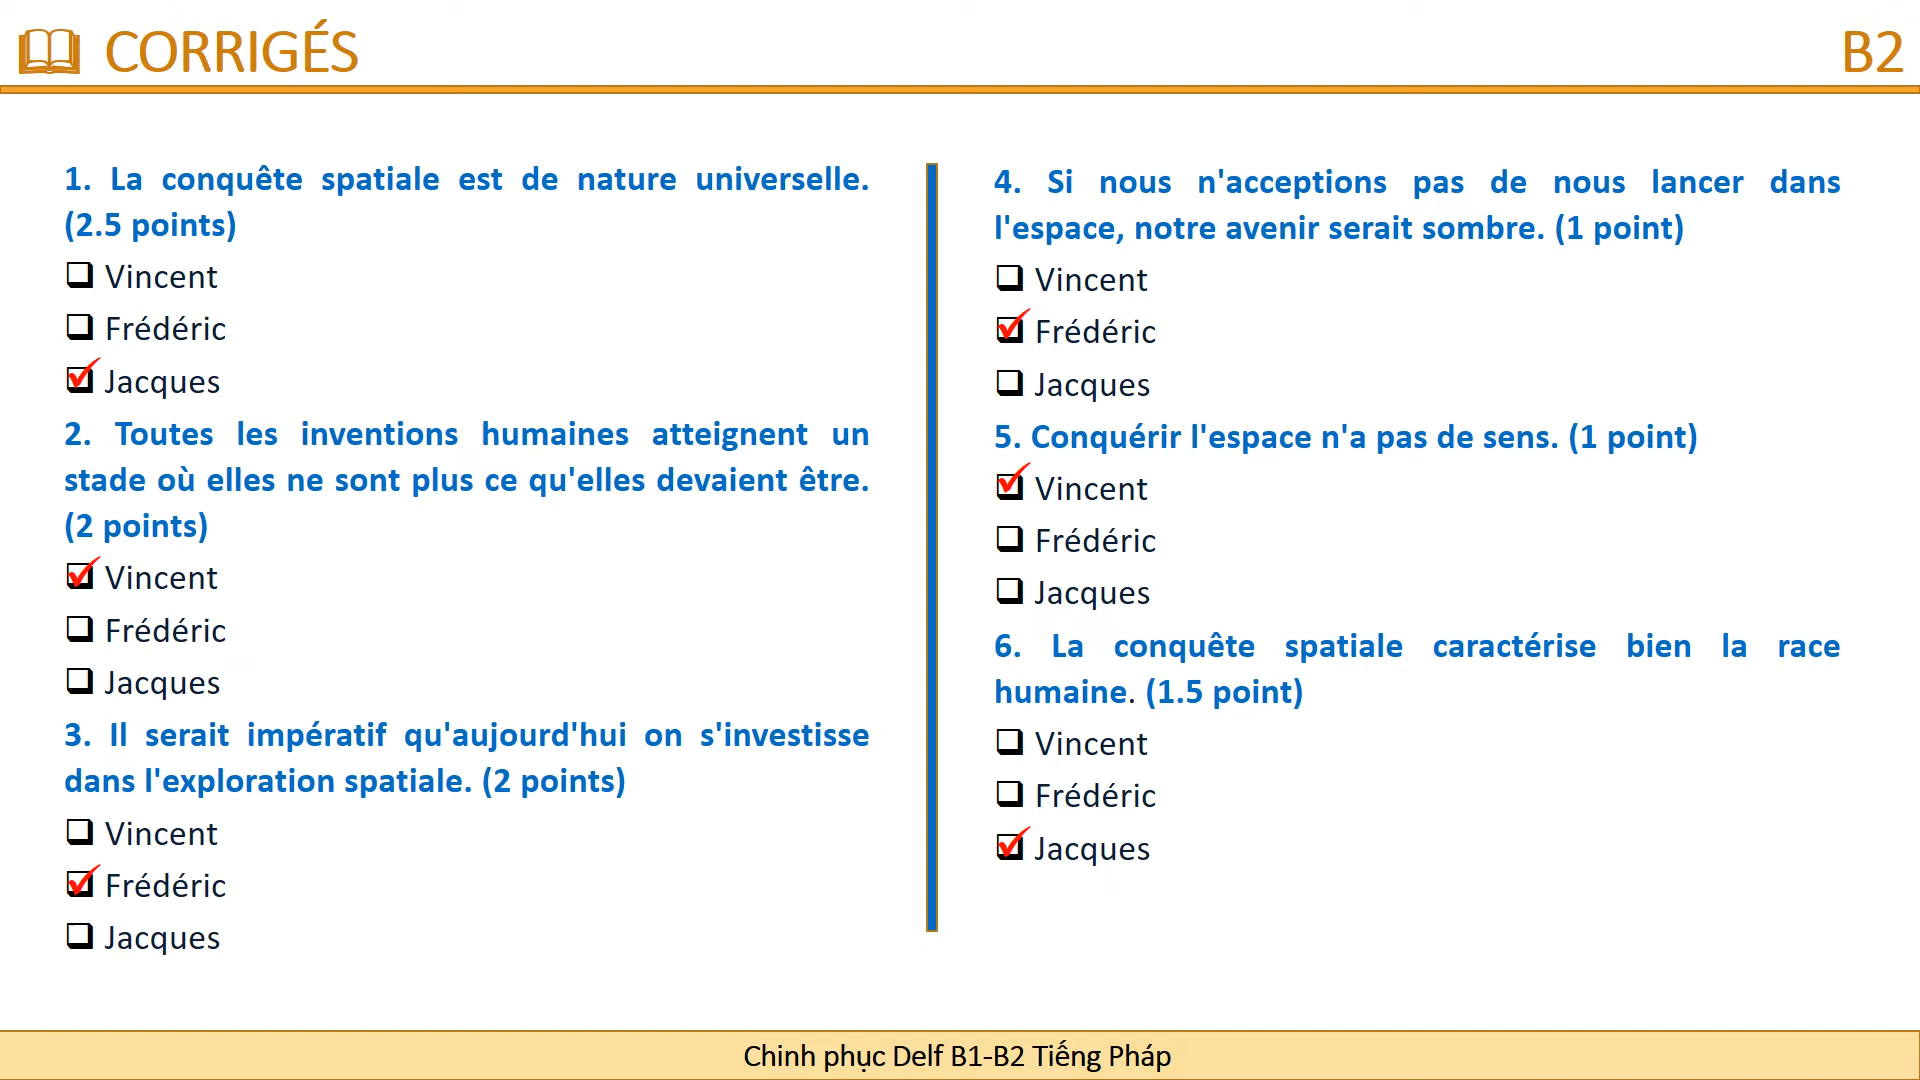 CORRIGÉS
B2
1. La conquête spatiale est de nature universelle.
(2.5 points)
Vincent
Frédéric
Jacques
2. Toutes les inventions humaines atteignent un
stade où elles ne sont plus ce qu'elles devaient être.
(2 points)
Vincent
Frédéric
Jacques
3. Il serait impératif qu'aujourd'hui on s'investisse
dans l'exploration spatiale. (2 points)
Vincent
Frédéric
Jacques
4. Si nous n'acceptions pas de nous lancer dans
l'espace, notre avenir serait sombre. (1 point)
Vincent
Frédéric
Jacques
5. Conquérir l'espace n'a pas de sens. (1 point)
Vincent
Frédéric
Jacques
6. La conquête spatiale caractérise bien la race
humaine. (1.5 point)
Vincent
Frédéric
Jacques
Chinh phục Delf B1-B2 Tiếng Pháp